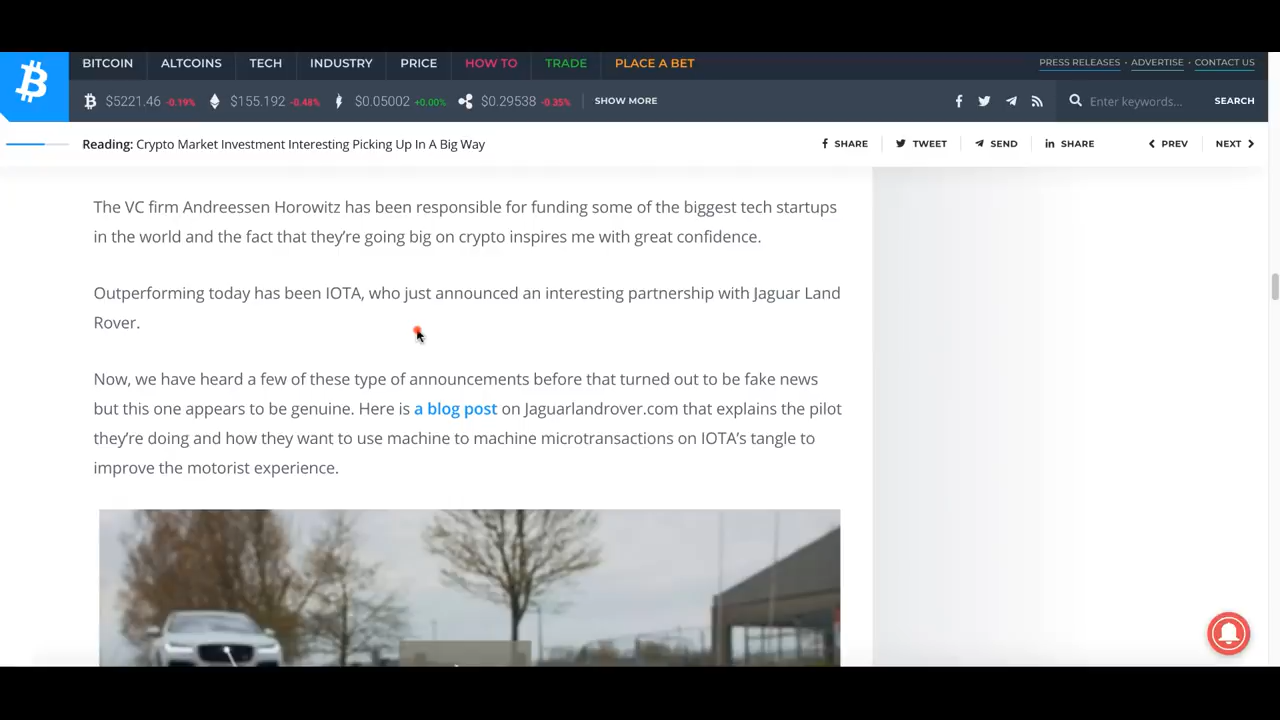 BITCOIN ALTCOINS TECH INDUSTRY PRICE HOW TO TRADE PLACE A BET PRESS RELEASES · ADVERTISE · CONTACT US
$5221.46 -0.19% $155.192 -0.48% $0.05002 +0.00% $0.29538 -0.35% SHOW MORE Enter keywords... SEARCH
Reading: Crypto Market Investment Interesting Picking Up In A Big Way SHARE TWEET SEND SHARE PREV NEXT
The VC firm Andreessen Horowitz has been responsible for funding some of the biggest tech startups
in the world and the fact that they’re going big on crypto inspires me with great confidence.
Outperforming today has been IOTA, who just announced an interesting partnership with Jaguar Land
Rover.
Now, we have heard a few of these type of announcements before that turned out to be fake news
but this one appears to be genuine. Here is a blog post on Jaguarlandrover.com that explains the pilot
they’re doing and how they want to use machine to machine microtransactions on IOTA’s tangle to
improve the motorist experience.